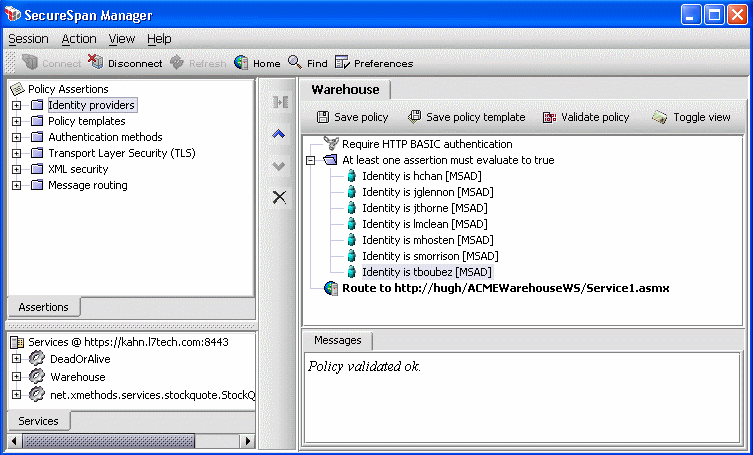 SecureSpan Manager
Session Action View Help
Connect Disconnect Refresh Home Find Preferences
Policy Assertions
Identity providers
Policy templates
Authentication methods
Transport Layer Security (TLS)
XML security
Message routing
Assertions
Services @ https://kahn.l7tech.com:8443
DeadOrAlive
Warehouse
net.xmethods.services.stockquote.StockQ
Services
Warehouse
Save policy Save policy template Validate policy Toggle view
Require HTTP BASIC authentication
At least one assertion must evaluate to true
Identity is hchan [MSAD]
Identity is jglennon [MSAD]
Identity is jthorne [MSAD]
Identity is lmclean [MSAD]
Identity is mhosten [MSAD]
Identity is smorrison [MSAD]
Identity is tboubez [MSAD]
Route to http://hugh/ACMEWarehouseWS/Service1.asmx
Messages
Policy validated ok.